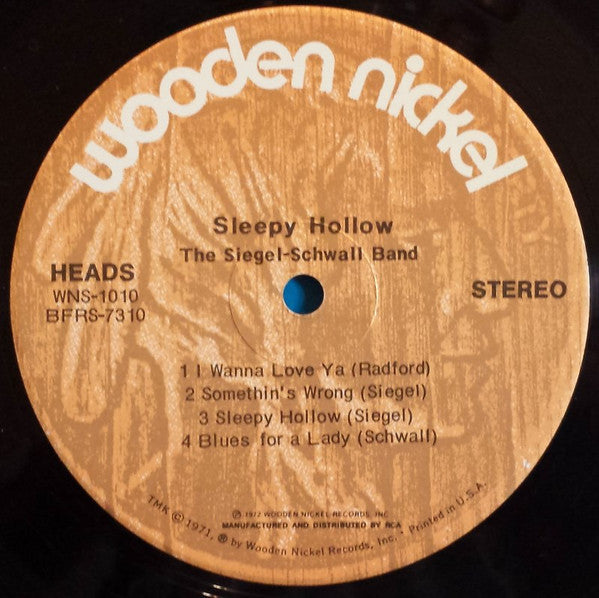 wooden nickel
Sleepy Hollow
The Siegel-Schwall Band
HEADS
WNS-1010
BFRS-7310
STEREO
1 I Wanna Love Ya (Radford)
2 Somethin's Wrong (Siegel)
3 Sleepy Hollow (Siegel)
4 Blues for a Lady (Schwall)
℗ 1972 WOODEN NICKEL RECORDS, INC
MANUFACTURED AND DISTRIBUTED BY RCA
TMK © 1971, ® by Wooden Nickel Records, Inc. • Printed in U.S.A.